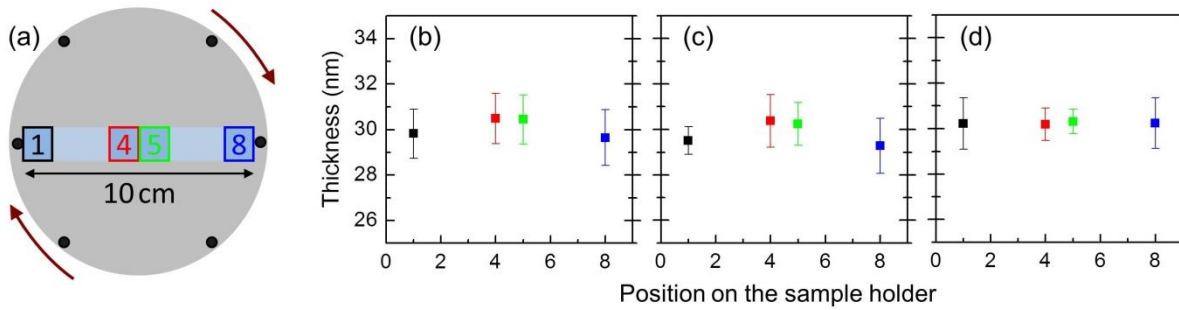 (a)
1 4 5 8
10 cm
Thickness (nm)
34
32
30
28
26
(b)
0 2 4 6 8
(c)
0 2 4 6 8
(d)
0 2 4 6 8
Position on the sample holder